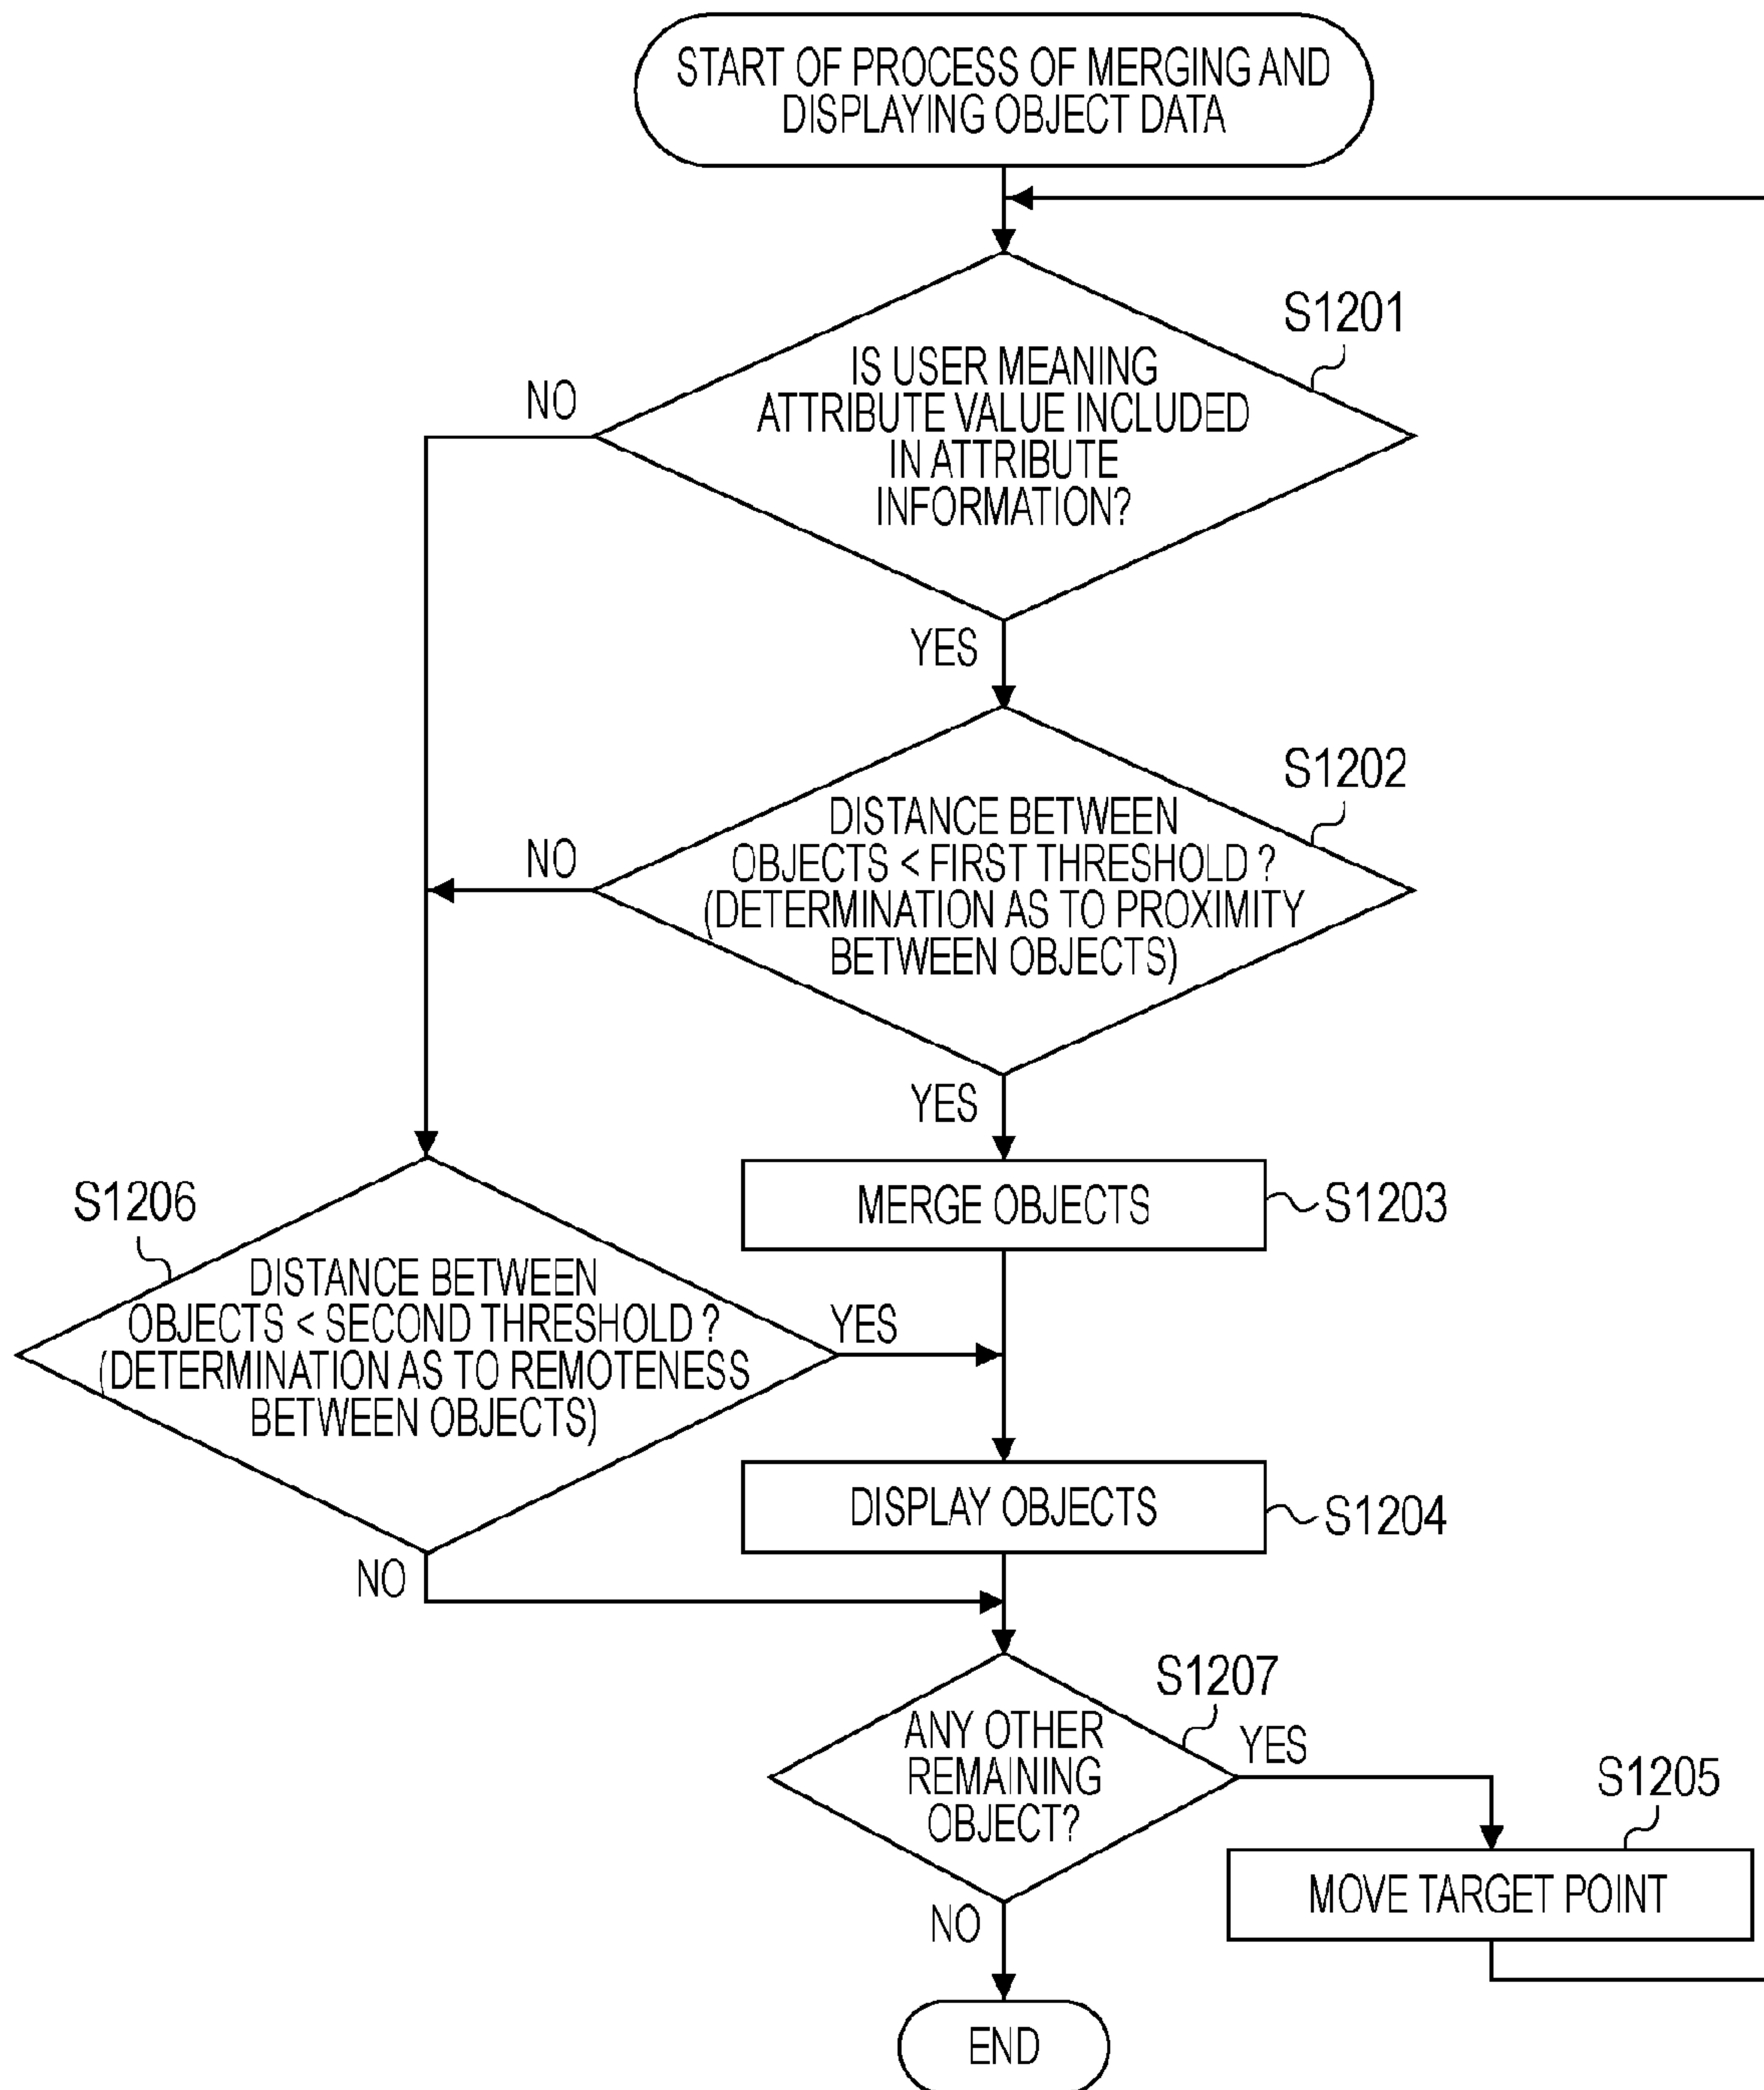 START OF PROCESS OF MERGING AND
DISPLAYING OBJECT DATA
S1201
IS USER MEANING
ATTRIBUTE VALUE INCLUDED
IN ATTRIBUTE
INFORMATION?
NO
YES
S1202
DISTANCE BETWEEN
OBJECTS < FIRST THRESHOLD ?
(DETERMINATION AS TO PROXIMITY
BETWEEN OBJECTS)
NO
YES
MERGE OBJECTS
S1203
S1206
DISTANCE BETWEEN
OBJECTS < SECOND THRESHOLD ?
(DETERMINATION AS TO REMOTENESS
BETWEEN OBJECTS)
YES
NO
DISPLAY OBJECTS
S1204
S1207
ANY OTHER
REMAINING
OBJECT?
YES
S1205
MOVE TARGET POINT
NO
END